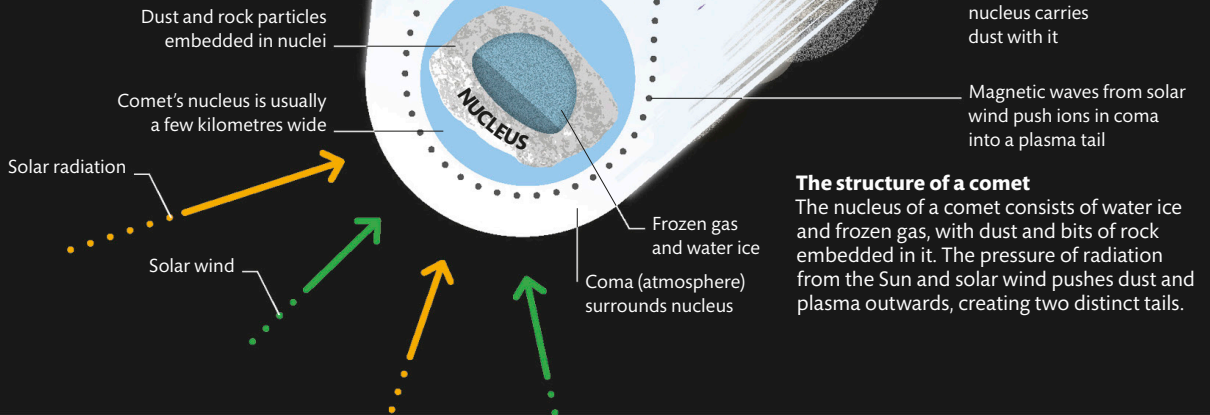 Dust and rock particles
embedded in nuclei
Comet's nucleus is usually
a few kilometres wide
Solar radiation
Solar wind
NUCLEUS
Frozen gas
and water ice
Coma (atmosphere)
surrounds nucleus
nucleus carries
dust with it
Magnetic waves from solar
wind push ions in coma
into a plasma tail
The structure of a comet
The nucleus of a comet consists of water ice
and frozen gas, with dust and bits of rock
embedded in it. The pressure of radiation
from the Sun and solar wind pushes dust and
plasma outwards, creating two distinct tails.